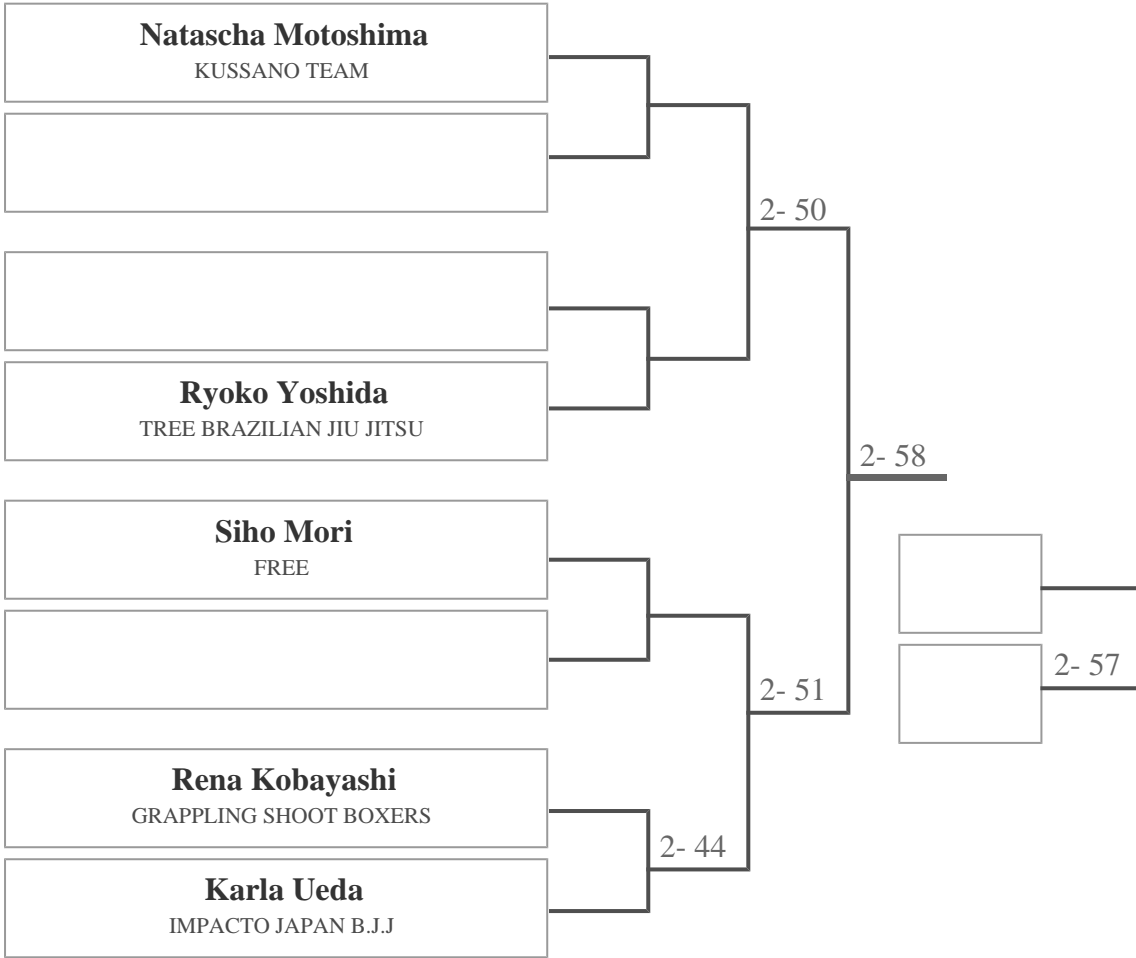 Natascha Motoshima
KUSSANO TEAM
2- 50
Ryoko Yoshida
TREE BRAZILIAN JIU JITSU
2- 58
Siho Mori
FREE
2- 51
2- 57
Rena Kobayashi
GRAPPLING SHOOT BOXERS
2- 44
Karla Ueda
IMPACTO JAPAN B.J.J